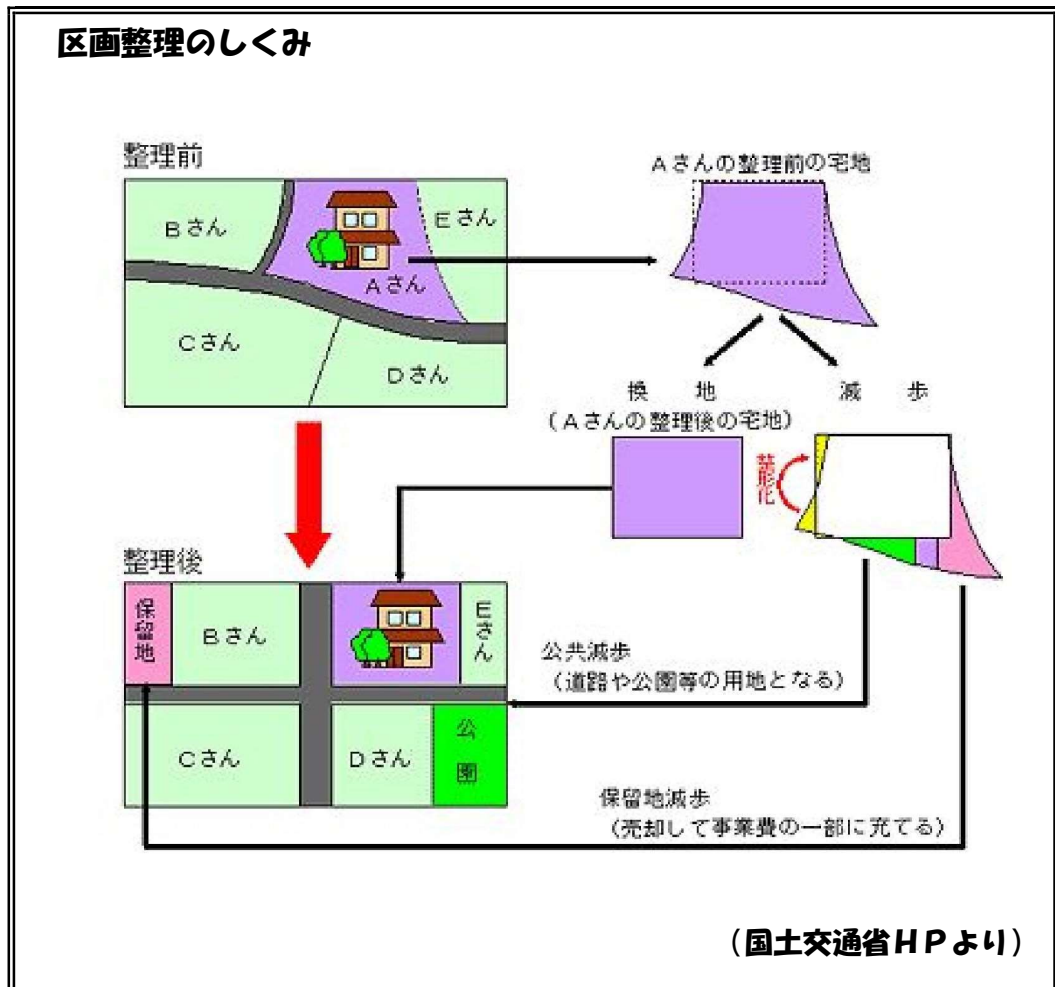 区画整理のしくみ
整理前
Aさんの整理前の宅地
Bさん
Eさん
Aさん
Cさん
Dさん
換　地
減　歩
（Aさんの整理後の宅地）
整形化
整理後
保留地
Bさん
Eさん
公共減歩
（道路や公園等の用地となる）
Cさん
Dさん
公園
保留地減歩
（売却して事業費の一部に充てる）
（国土交通省ＨＰより）